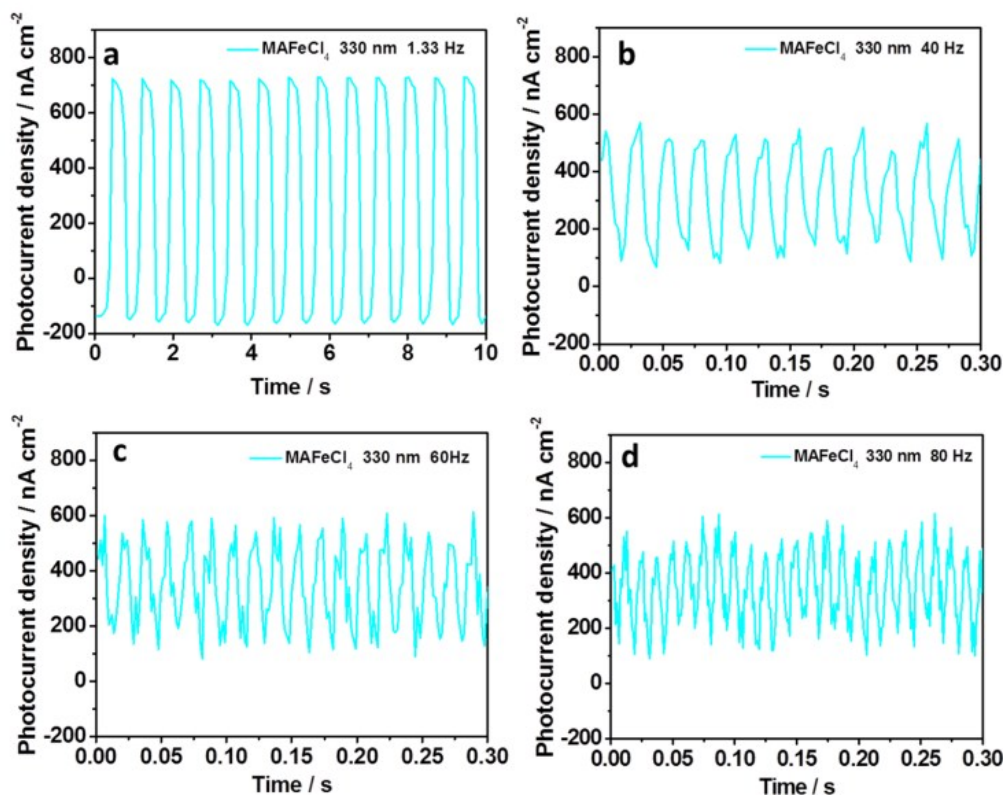 a
MAFeCl4 330 nm 1.33 Hz
Photocurrent density / nA cm-2
800
600
400
200
0
-200
0 2 4 6 8 10
Time / s
b
MAFeCl4 330 nm 40 Hz
Photocurrent density / nA cm-2
800
600
400
200
0
-200
0.00 0.05 0.10 0.15 0.20 0.25 0.30
Time / s
c
MAFeCl4 330 nm 60Hz
Photocurrent density / nA cm-2
800
600
400
200
0
-200
0.00 0.05 0.10 0.15 0.20 0.25 0.30
Time / s
d
MAFeCl4 330 nm 80 Hz
Photocurrent density / nA cm-2
800
600
400
200
0
-200
0.00 0.05 0.10 0.15 0.20 0.25 0.30
Time / s